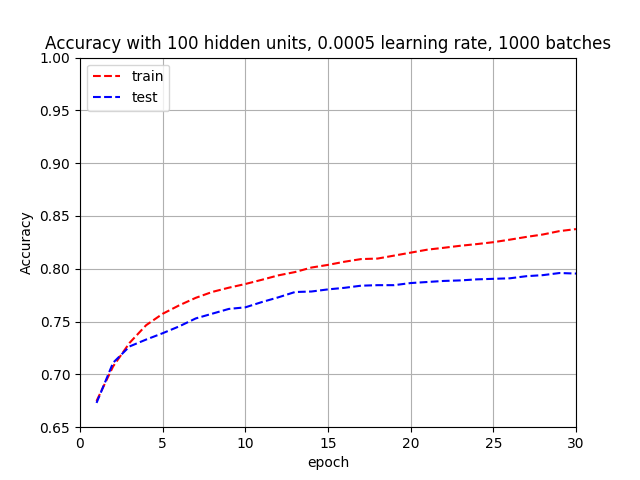 Accuracy with 100 hidden units, 0.0005 learning rate, 1000 batches
1.00
0.95
0.90
0.85
0.80
0.75
0.70
0.65
Accuracy
train
test
0 5 10 15 20 25 30
epoch